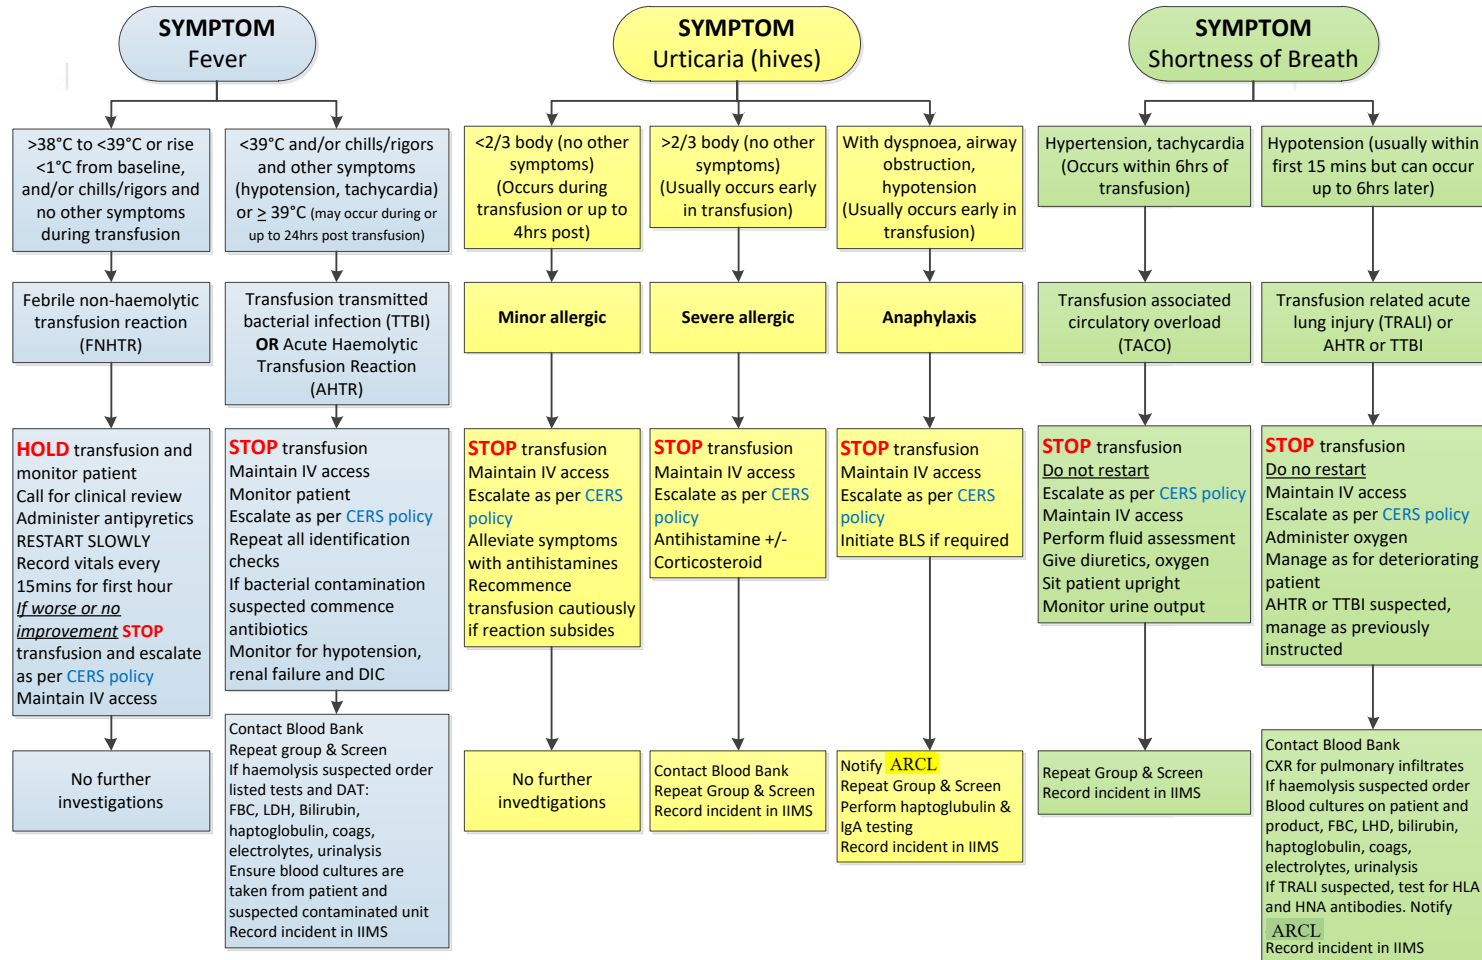 SYMPTOM
Fever
>38°C to <39°C or rise
<1°C from baseline,
and/or chills/rigors and
no other symptoms
during transfusion
Febrile non-haemolytic
transfusion reaction
(FNHTR)
HOLD transfusion and
monitor patient
Call for clinical review
Administer antipyretics
RESTART SLOWLY
Record vitals every
15mins for first hour
If worse or no
improvement STOP
transfusion and escalate
as per CERS policy
Maintain IV access
No further
investigations
<39°C and/or chills/rigors
and other symptoms
(hypotension, tachycardia)
or ≥ 39°C (may occur during or
up to 24hrs post transfusion)
Transfusion transmitted
bacterial infection (TTBI)
OR Acute Haemolytic
Transfusion Reaction
(AHTR)
STOP transfusion
Maintain IV access
Monitor patient
Escalate as per CERS policy
Repeat all identification
checks
If bacterial contamination
suspected commence
antibiotics
Monitor for hypotension,
renal failure and DIC
Contact Blood Bank
Repeat group & Screen
If haemolysis suspected order
listed tests and DAT:
FBC, LDH, Bilirubin,
haptoglobulin, coags,
electrolytes, urinalysis
Ensure blood cultures are
taken from patient and
suspected contaminated unit
Record incident in IIMS
SYMPTOM
Urticaria (hives)
<2/3 body (no other
symptoms)
(Occurs during
transfusion or up to
4hrs post)
Minor allergic
STOP transfusion
Maintain IV access
Escalate as per CERS
policy
Alleviate symptoms
with antihistamines
Recommence
transfusion cautiously
if reaction subsides
No further
invedtigations
>2/3 body (no other
symptoms)
(Usually occurs early
in transfusion)
Severe allergic
STOP transfusion
Maintain IV access
Escalate as per CERS
policy
Antihistamine +/-
Corticosteroid
Contact Blood Bank
Repeat Group & Screen
Record incident in IIMS
With dyspnoea, airway
obstruction,
hypotension
(Usually occurs early in
transfusion)
Anaphylaxis
STOP transfusion
Maintain IV access
Escalate as per CERS
policy
Initiate BLS if required
Notify ARCL
Repeat Group & Screen
Perform haptoglubulin &
IgA testing
Record incident in IIMS
SYMPTOM
Shortness of Breath
Hypertension, tachycardia
(Occurs within 6hrs of
transfusion)
Transfusion associated
circulatory overload
(TACO)
STOP transfusion
Do not restart
Escalate as per CERS policy
Maintain IV access
Perform fluid assessment
Give diuretics, oxygen
Sit patient upright
Monitor urine output
Repeat Group & Screen
Record incident in IIMS
Hypotension (usually within
first 15 mins but can occur
up to 6hrs later)
Transfusion related acute
lung injury (TRALI) or
AHTR or TTBI
STOP transfusion
Do no restart
Maintain IV access
Escalate as per CERS policy
Administer oxygen
Manage as for deteriorating
patient
AHTR or TTBI suspected,
manage as previously
instructed
Contact Blood Bank
CXR for pulmonary infiltrates
If haemolysis suspected order
Blood cultures on patient and
product, FBC, LHD, bilirubin,
haptoglobulin, coags,
electrolytes, urinalysis
If TRALI suspected, test for HLA
and HNA antibodies. Notify
ARCL
Record incident in IIMS